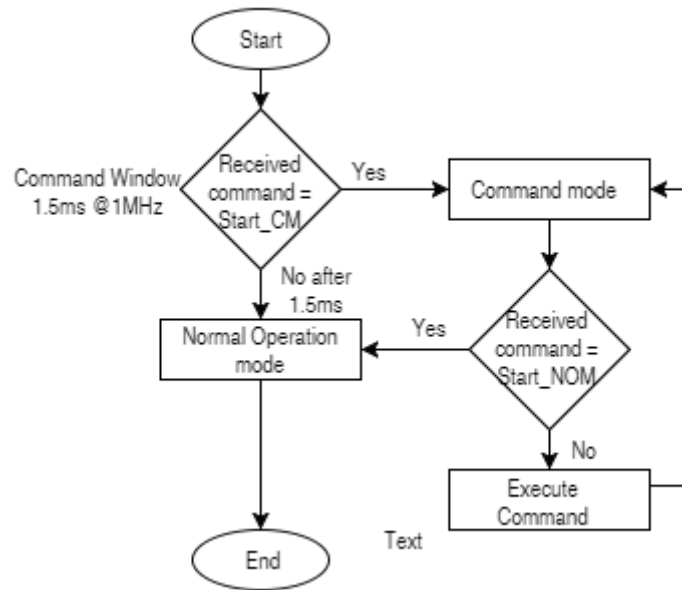 Start
Command Window
1.5ms @1MHz
Received
command =
Start_CM
Yes
Command mode
No after
1.5ms
Normal Operation
mode
Yes
Received
command =
Start_NOM
No
Execute
Command
Text
End